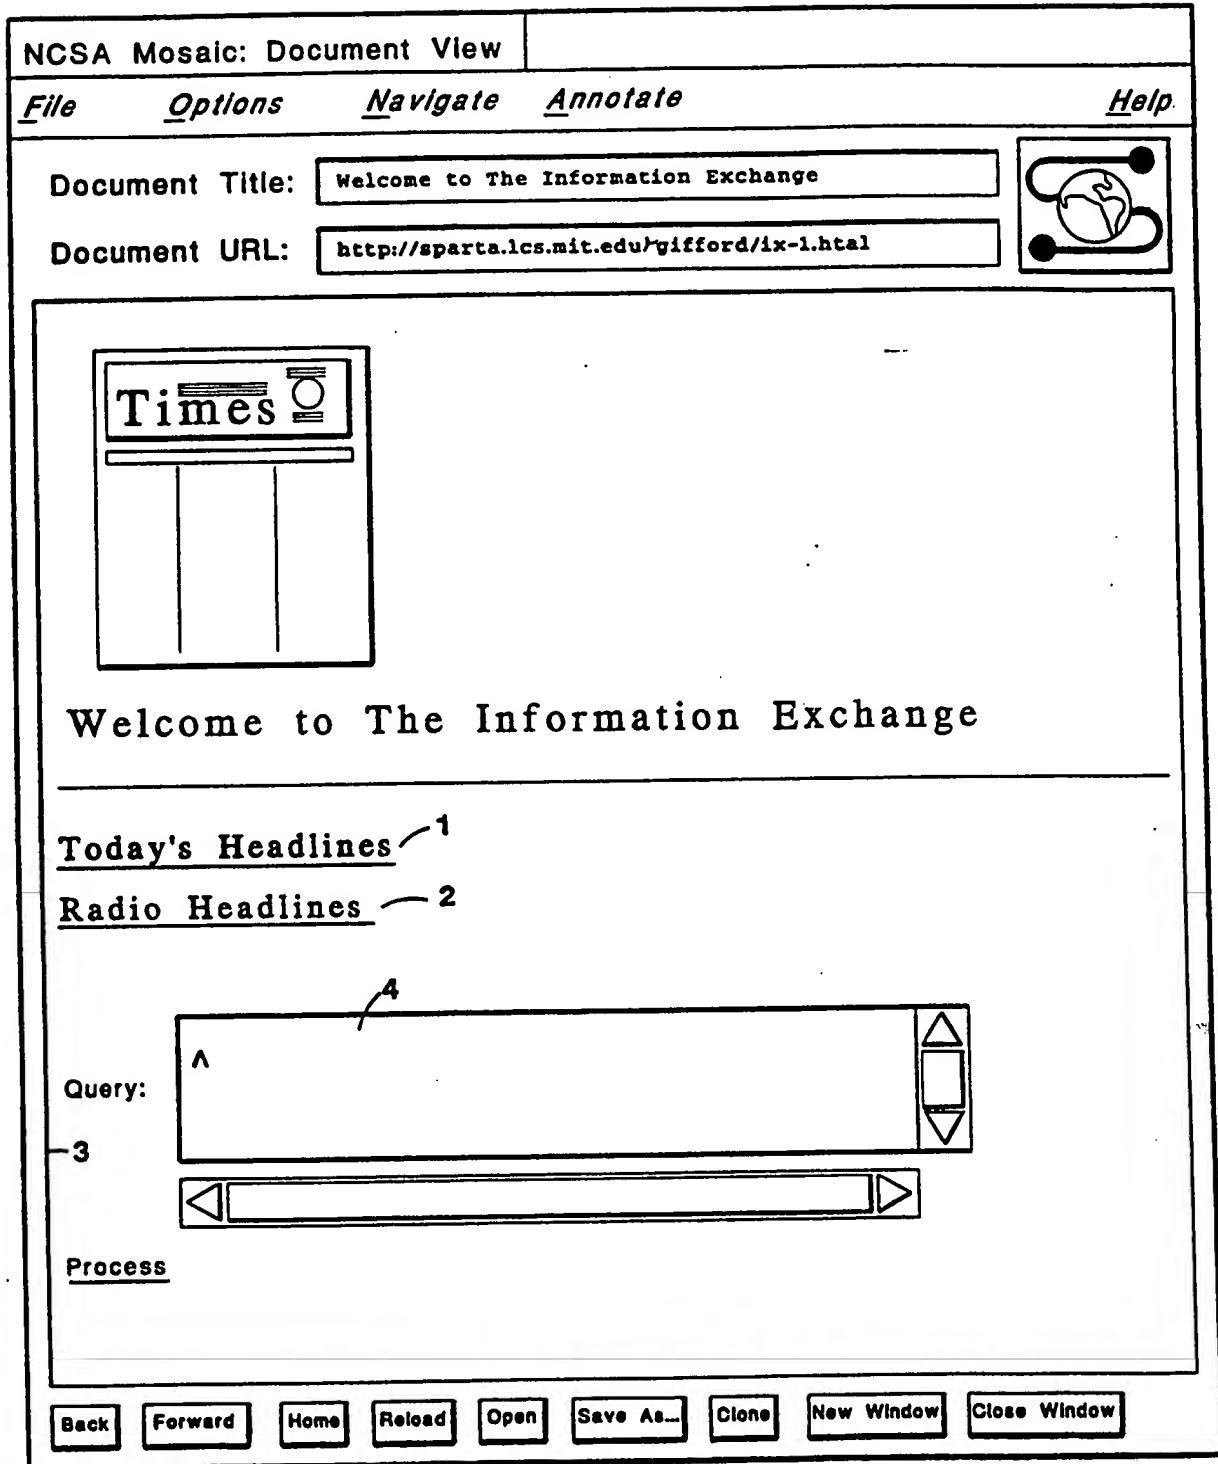 NCSA Mosaic: Document View
File Options Navigate Annotate Help
Document Title: Welcome to The Information Exchange
Document URL: http://sparta.lcs.mit.edu/gifford/ix-1.htal
Times
Welcome to The Information Exchange
Today's Headlines 1
Radio Headlines 2
4
^
Query:
3
Process
Back Forward Home Reload Open Save As... Clone New Window Close Window